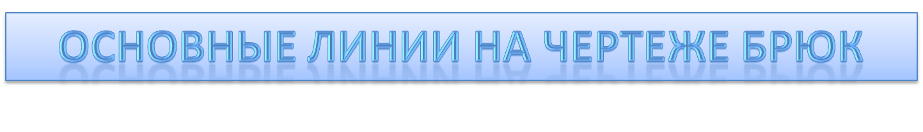 ОСНОВНЫЕ ЛИНИИ НА ЧЕРТЕЖЕ БРЮК